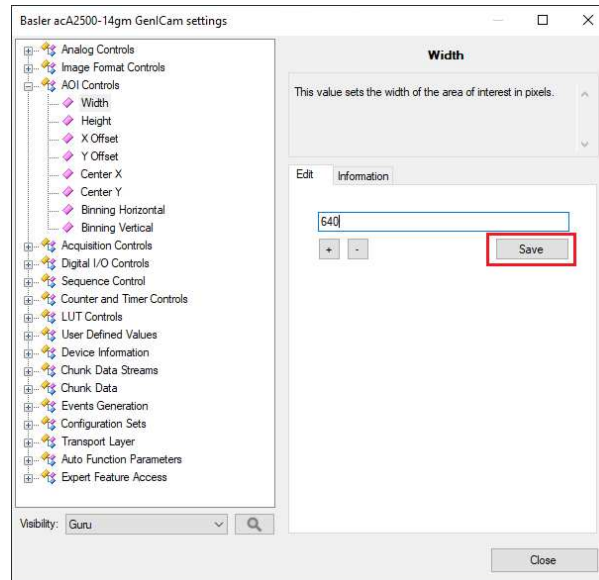 Basler acA2500-14gm GenICam settings
Analog Controls
Image Format Controls
AOI Controls
Width
Height
X Offset
Y Offset
Center X
Center Y
Binning Horizontal
Binning Vertical
Acquisition Controls
Digital I/O Controls
Sequence Control
Counter and Timer Controls
LUT Controls
User Defined Values
Device Information
Chunk Data Streams
Chunk Data
Events Generation
Configuration Sets
Transport Layer
Auto Function Parameters
Expert Feature Access
Visibility: Guru
Width
This value sets the width of the area of interest in pixels.
Edit Information
640
+ - Save
Close